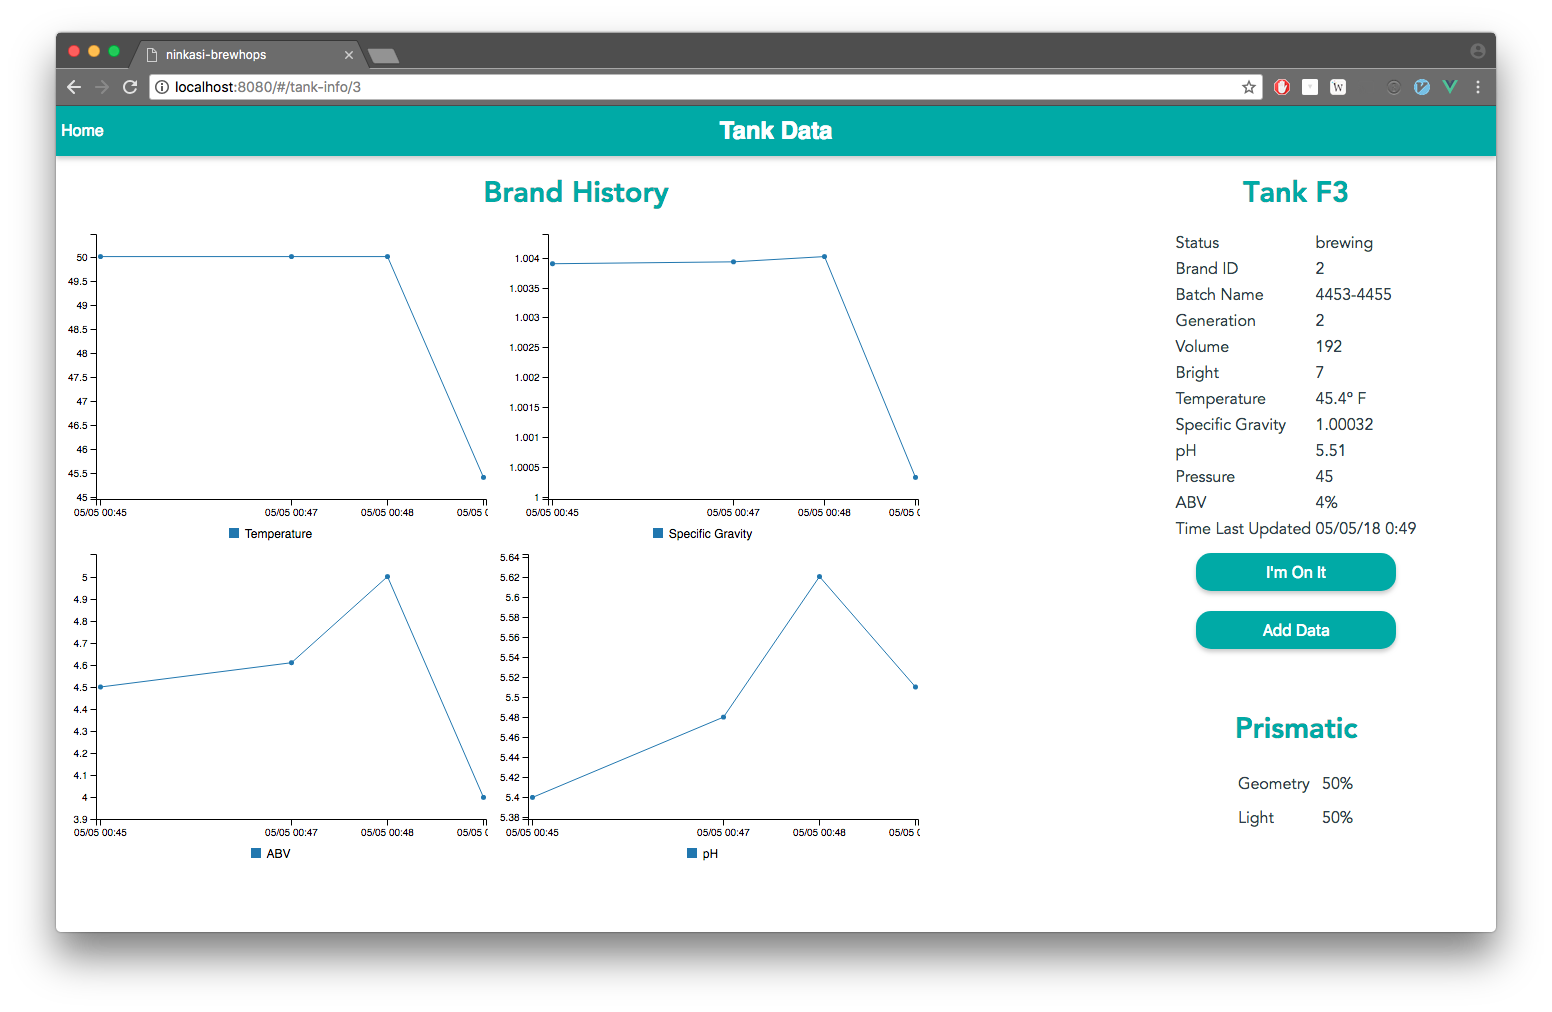 ninkasi-brewhops
localhost:8080/#/tank-info/3
W
Home
Tank Data
Brand History
50
49.5
49
48.5
48
47.5
47
46.5
46
45.5
45
05/05 00:45
05/05 00:47
05/05 00:48
05/05 0
Temperature
1.004
1.0035
1.003
1.0025
1.002
1.0015
1.001
1.0005
1
05/05 00:45
05/05 00:47
05/05 00:48
05/05 0
Specific Gravity
5
4.9
4.8
4.7
4.6
4.5
4.4
4.3
4.2
4.1
4
3.9
05/05 00:45
05/05 00:47
05/05 00:48
05/05 0
ABV
5.64
5.62
5.6
5.58
5.56
5.54
5.52
5.5
5.48
5.46
5.44
5.42
5.4
5.38
05/05 00:45
05/05 00:47
05/05 00:48
05/05 0
pH
Tank F3
Status brewing
Brand ID 2
Batch Name 4453-4455
Generation 2
Volume 192
Bright 7
Temperature 45.4º F
Specific Gravity 1.00032
pH 5.51
Pressure 45
ABV 4%
Time Last Updated 05/05/18 0:49
I'm On It
Add Data
Prismatic
Geometry 50%
Light 50%